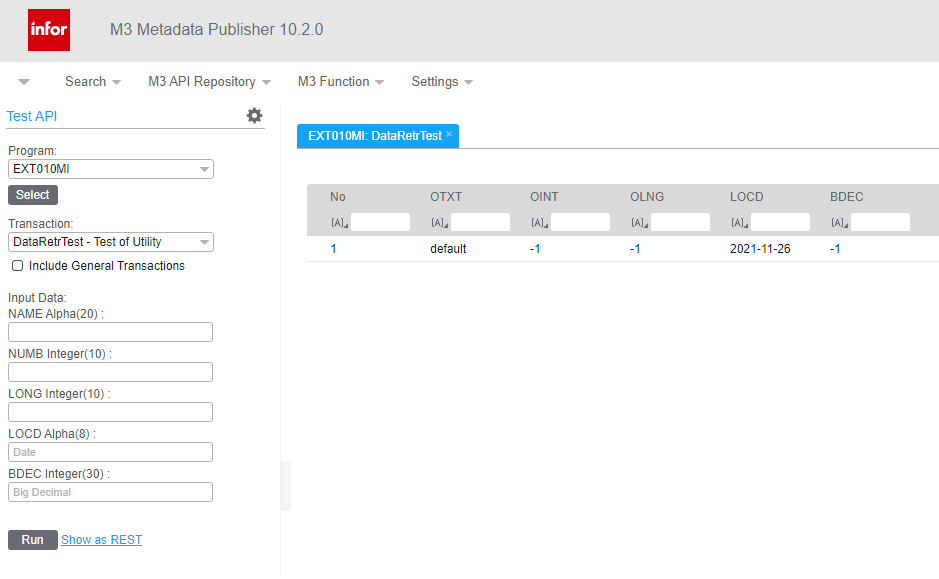 infor
M3 Metadata Publisher 10.2.0
Search M3 API Repository M3 Function Settings
Test API
Program:
EXT010MI
Select
Transaction:
DataRetrTest - Test of Utility
Include General Transactions
Input Data:
NAME Alpha(20) :
NUMB Integer(10) :
LONG Integer(10) :
LOCD Alpha(8) :
Date
BDEC Integer(30) :
Big Decimal
Run Show as REST
EXT010MI: DataRetrTest ×
No OTXT OINT OLNG LOCD BDEC
[A] [A] [A] [A] [A] [A]
1 default -1 -1 2021-11-26 -1